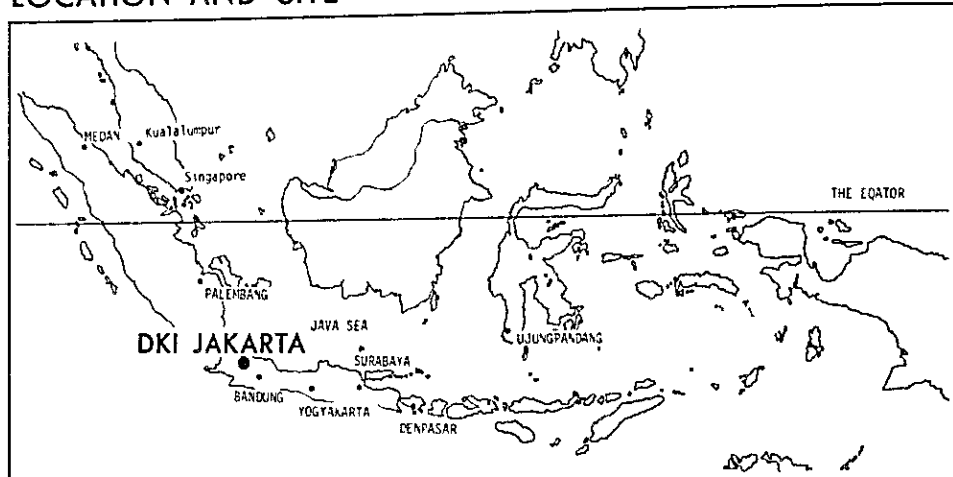 LOCATION AND SITE
MEDAN
Kualalumpur
Singapore
THE EQATOR
PALEMBANG
JAVA SEA
UJUNGPANDANG
DKI JAKARTA
SURABAYA
BANDUNG
YOGYAKARTA
DENPASAR